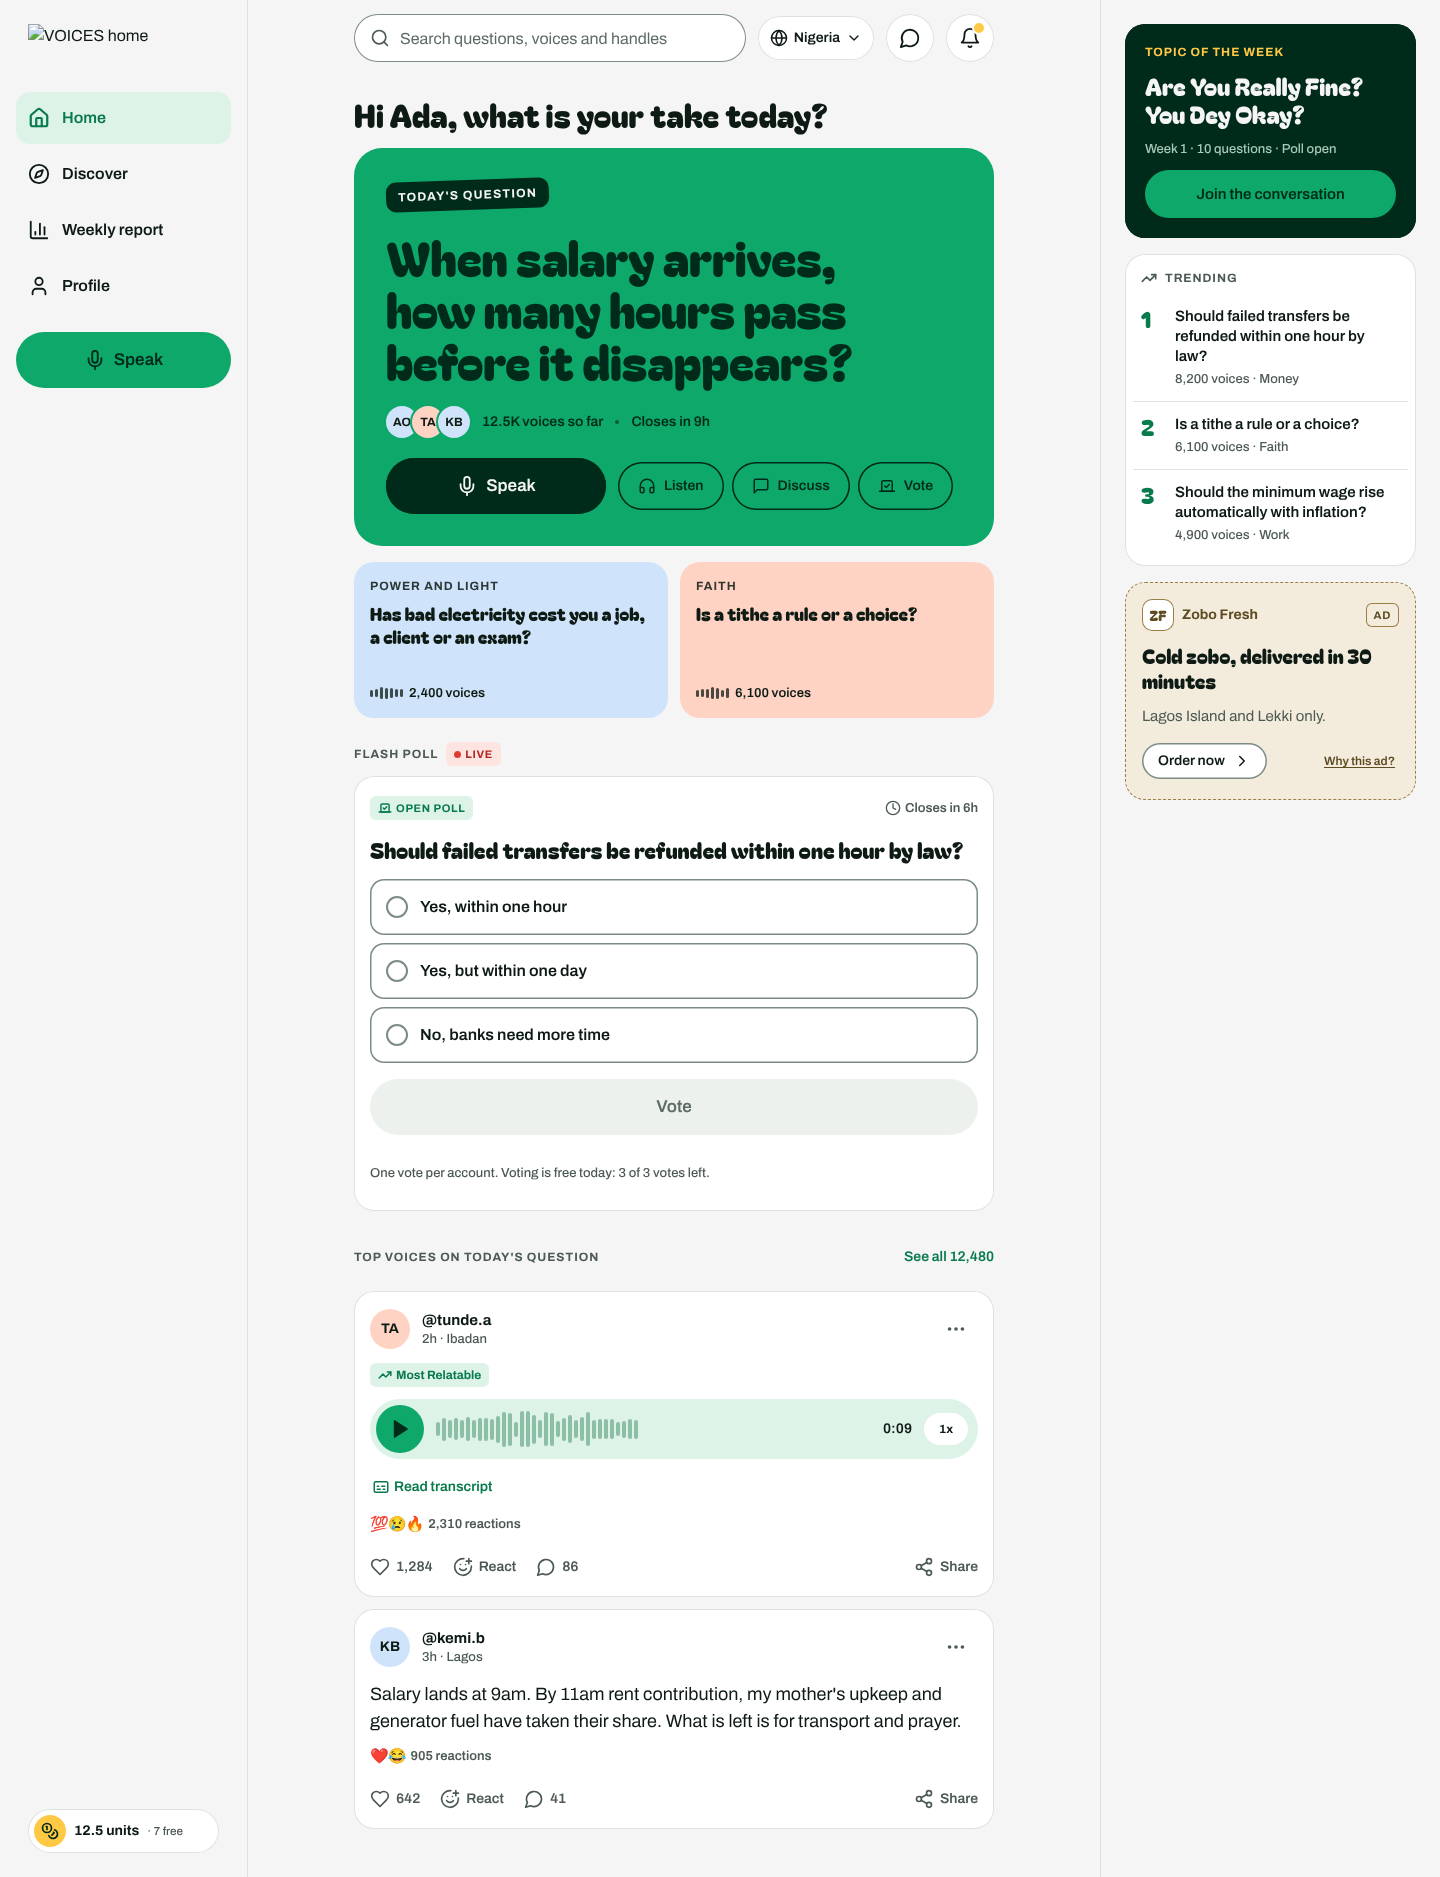 VOICES home
Home
Discover
Weekly report
Profile
Speak
12.5 units · 7 free
Search questions, voices and handles
Nigeria
Hi Ada, what is your take today?
TODAY'S QUESTION
When salary arrives,
how many hours pass
before it disappears?
AO TA KB 12.5K voices so far • Closes in 9h
Speak
Listen
Discuss
Vote
POWER AND LIGHT
Has bad electricity cost you a job,
a client or an exam?
2,400 voices
FAITH
Is a tithe a rule or a choice?
6,100 voices
FLASH POLL
LIVE
OPEN POLL
Closes in 6h
Should failed transfers be refunded within one hour by law?
Yes, within one hour
Yes, but within one day
No, banks need more time
Vote
One vote per account. Voting is free today: 3 of 3 votes left.
TOP VOICES ON TODAY'S QUESTION
See all 12,480
TA
@tunde.a
2h · Ibadan
Most Relatable
0:09
1x
Read transcript
💯😢🔥 2,310 reactions
1,284
React
86
Share
KB
@kemi.b
3h · Lagos
Salary lands at 9am. By 11am rent contribution, my mother's upkeep and
generator fuel have taken their share. What is left is for transport and prayer.
❤️😂 905 reactions
642
React
41
Share
TOPIC OF THE WEEK
Are You Really Fine?
You Dey Okay?
Week 1 · 10 questions · Poll open
Join the conversation
TRENDING
1
Should failed transfers be
refunded within one hour by
law?
8,200 voices · Money
2
Is a tithe a rule or a choice?
6,100 voices · Faith
3
Should the minimum wage rise
automatically with inflation?
4,900 voices · Work
ZF
Zobo Fresh
AD
Cold zobo, delivered in 30
minutes
Lagos Island and Lekki only.
Order now
Why this ad?